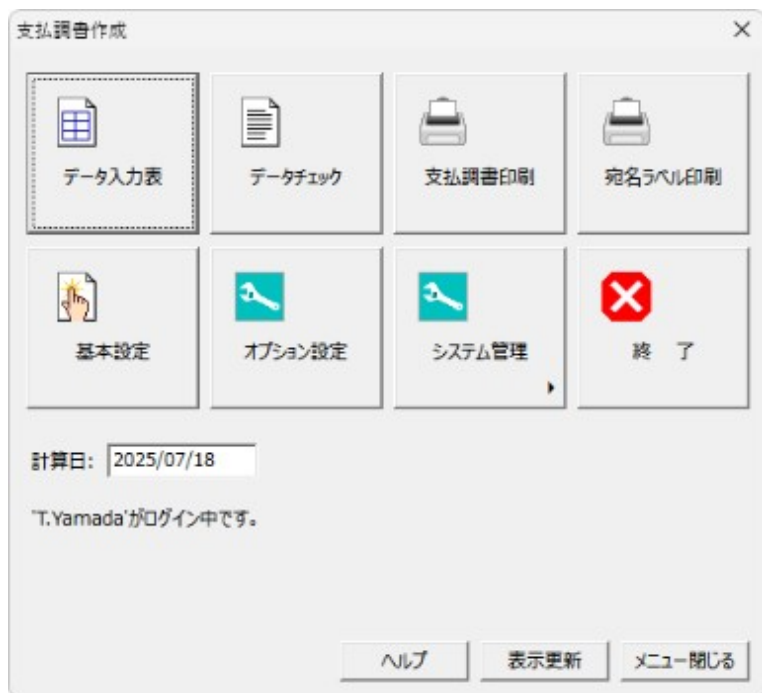 支払調書作成
データ入力表
データチェック
支払調書印刷
宛名ラベル印刷
基本設定
オプション設定
システム管理
終 了
計算日: 2025/07/18
'T.Yamada'がログイン中です。
ヘルプ
表示更新
メニュー閉じる